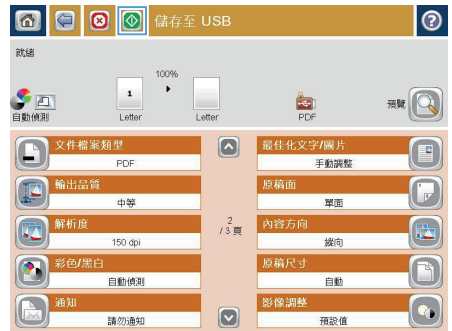 儲存至 USB
就緒
100%
1
自動偵測
Letter
Letter
PDF
預覽
文件檔案類型
PDF
輸出品質
中等
解析度
150 dpi
彩色/黑白
自動偵測
通知
請勿通知
2
/3 頁
最佳化文字/圖片
手動調整
原稿面
單面
內容方向
縱向
原稿尺寸
自動
影像調整
預設值